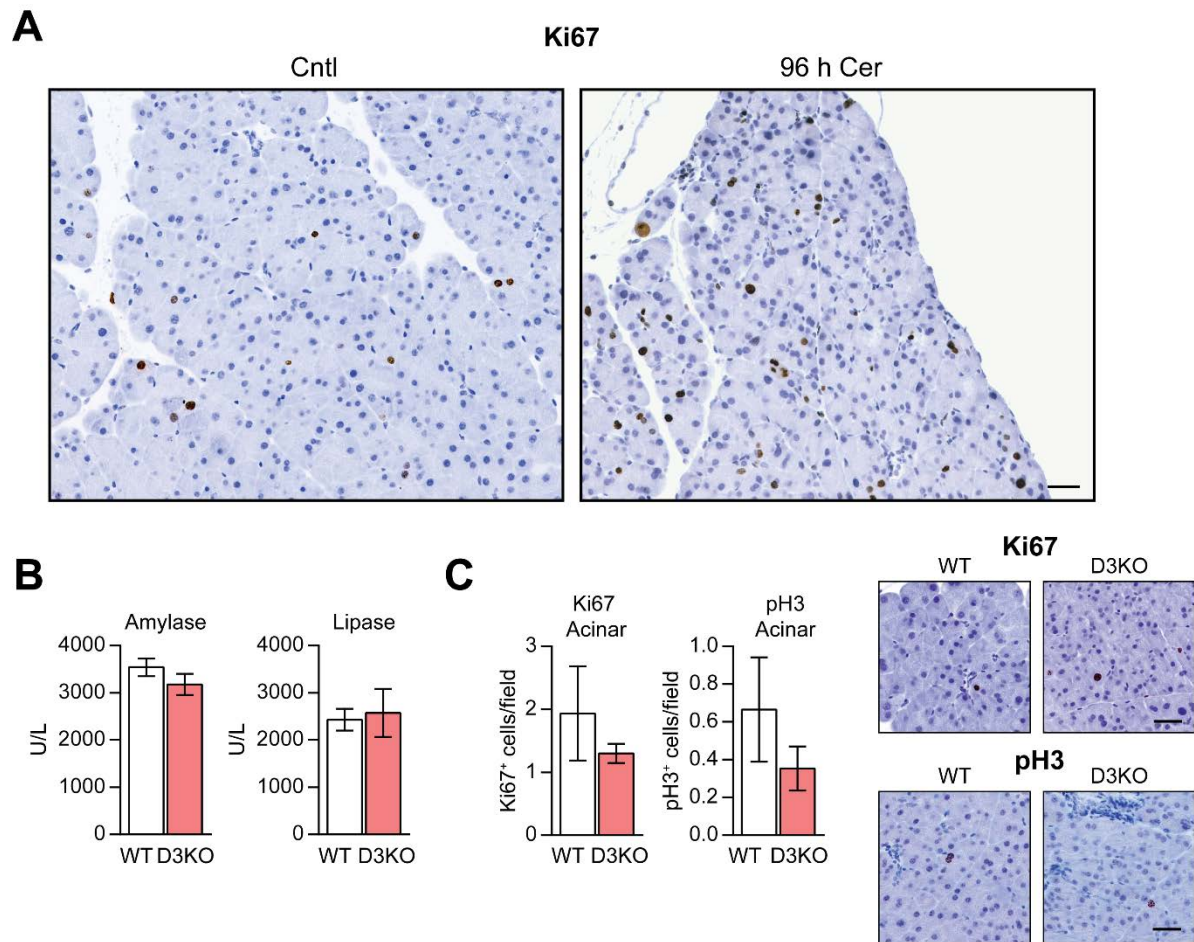 A
Ki67
Cntl
96 h Cer
B
Amylase
4000
3000
2000
1000
0
U/L
WT D3KO
Lipase
4000
3000
2000
1000
0
U/L
WT D3KO
C
Ki67
Acinar
3
2
1
0
Ki67⁺ cells/field
WT D3KO
pH3
Acinar
1.0
0.8
0.6
0.4
0.2
0.0
pH3⁺ cells/field
WT D3KO
Ki67
WT
D3KO
pH3
WT
D3KO